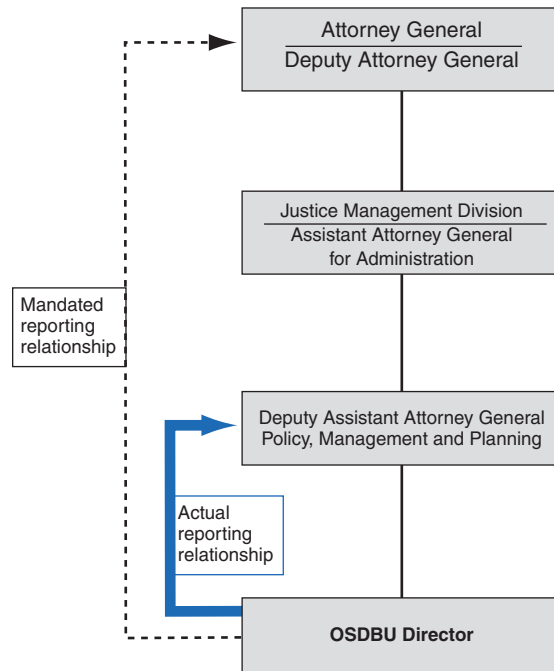 Attorney General
Deputy Attorney General
Justice Management Division
Assistant Attorney General
for Administration
Mandated
reporting
relationship
Deputy Assistant Attorney General
Policy, Management and Planning
Actual
reporting
relationship
OSDBU Director